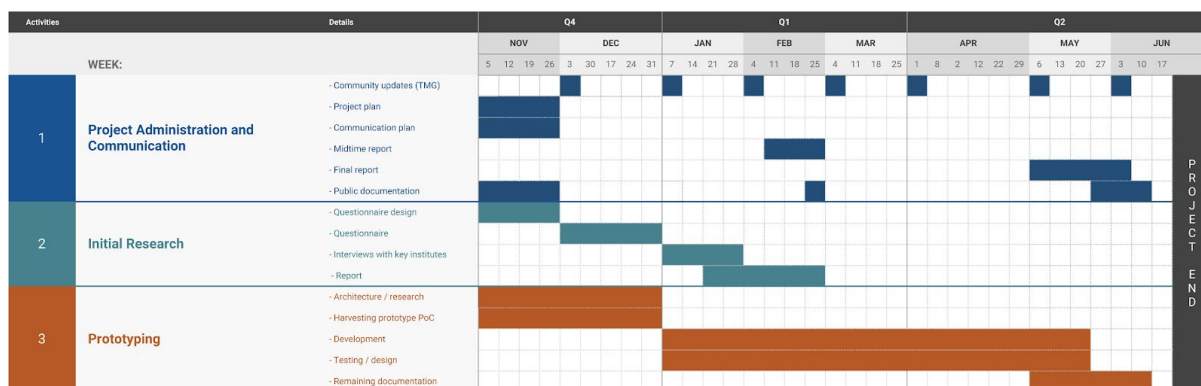 Activities Details Q4 Q1 Q2
NOV DEC JAN FEB MAR APR MAY JUN
WEEK: 5 12 19 26 3 30 17 24 31 7 14 21 28 4 11 18 25 4 11 18 25 1 8 2 12 22 29 6 13 20 27 3 10 17
1
Project Administration and
Communication
- Community updates (TMG)
- Project plan
- Communication plan
- Midtime report
- Final report
- Public documentation
2
Initial Research
- Questionnaire design
- Questionnaire
- Interviews with key institutes
- Report
3
Prototyping
- Architecture / research
- Harvesting prototype PoC
- Development
- Testing / design
- Remaining documentation
PROJECT END